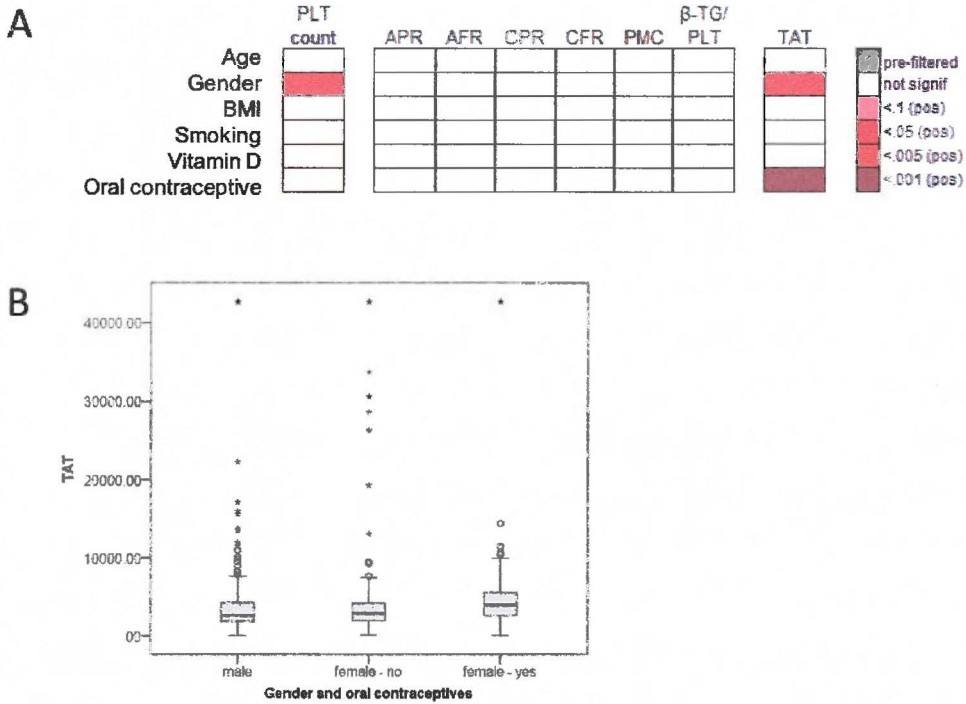 A
PLT count
APR AFR CPR CFR PMC β-TG/ PLT TAT
Age
Gender
BMI
Smoking
Vitamin D
Oral contraceptive
pre-filtered
not signif
<.1 (pos)
<.05 (pos)
<.005 (pos)
<.001 (pos)
B
TAT
40000.00
30000.00
20000.00
10000.00
00
male female - no female - yes
Gender and oral contraceptives